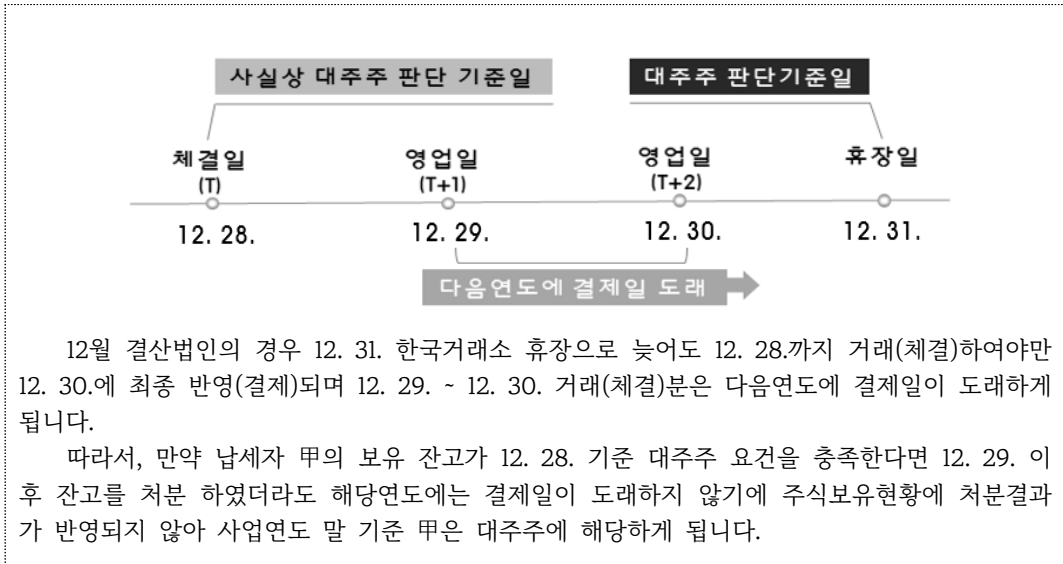 사실상 대주주 판단 기준일
대주주 판단기준일
체결일
(T)
영업일
(T+1)
영업일
(T+2)
휴장일
12. 28.
12. 29.
12. 30.
12. 31.
다음연도에 결제일 도래
12월 결산법인의 경우 12. 31. 한국거래소 휴장으로 늦어도 12. 28.까지 거래(체결)하여야만
12. 30.에 최종 반영(결제)되며 12. 29. ~ 12. 30. 거래(체결)분은 다음연도에 결제일이 도래하게
됩니다.
따라서, 만약 납세자 甲의 보유 잔고가 12. 28. 기준 대주주 요건을 충족한다면 12. 29. 이
후 잔고를 처분 하였더라도 해당연도에는 결제일이 도래하지 않기에 주식보유현황에 처분결과
가 반영되지 않아 사업연도 말 기준 甲은 대주주에 해당하게 됩니다.